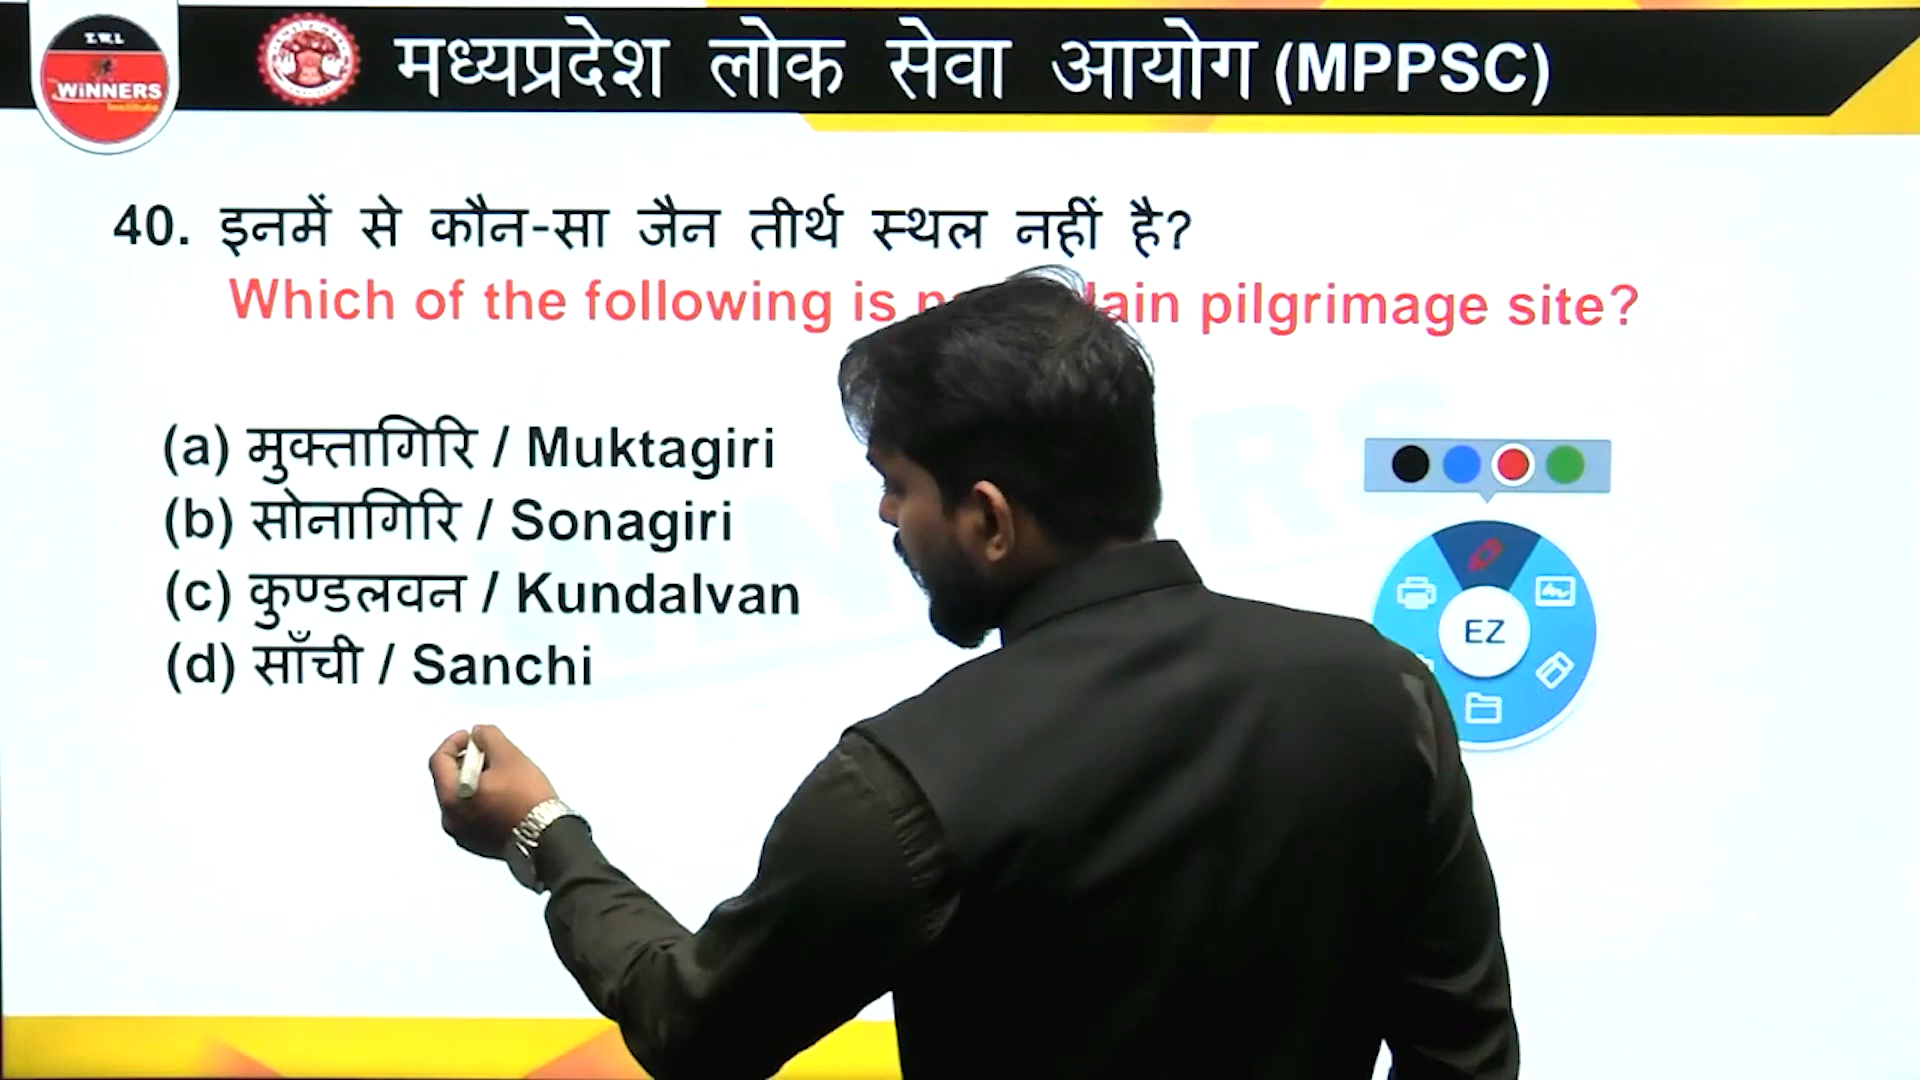 T.W.I.
WiNNERS
Institute
मध्यप्रदेश लोक सेवा आयोग (MPPSC)
40. इनमें से कौन-सा जैन तीर्थ स्थल नहीं है?
Which of the following is pilgrimage site?
(a) मुक्तागिरि / Muktagiri
(b) सोनागिरि / Sonagiri
(c) कुण्डलवन / Kundalvan
(d) साँची / Sanchi
EZ